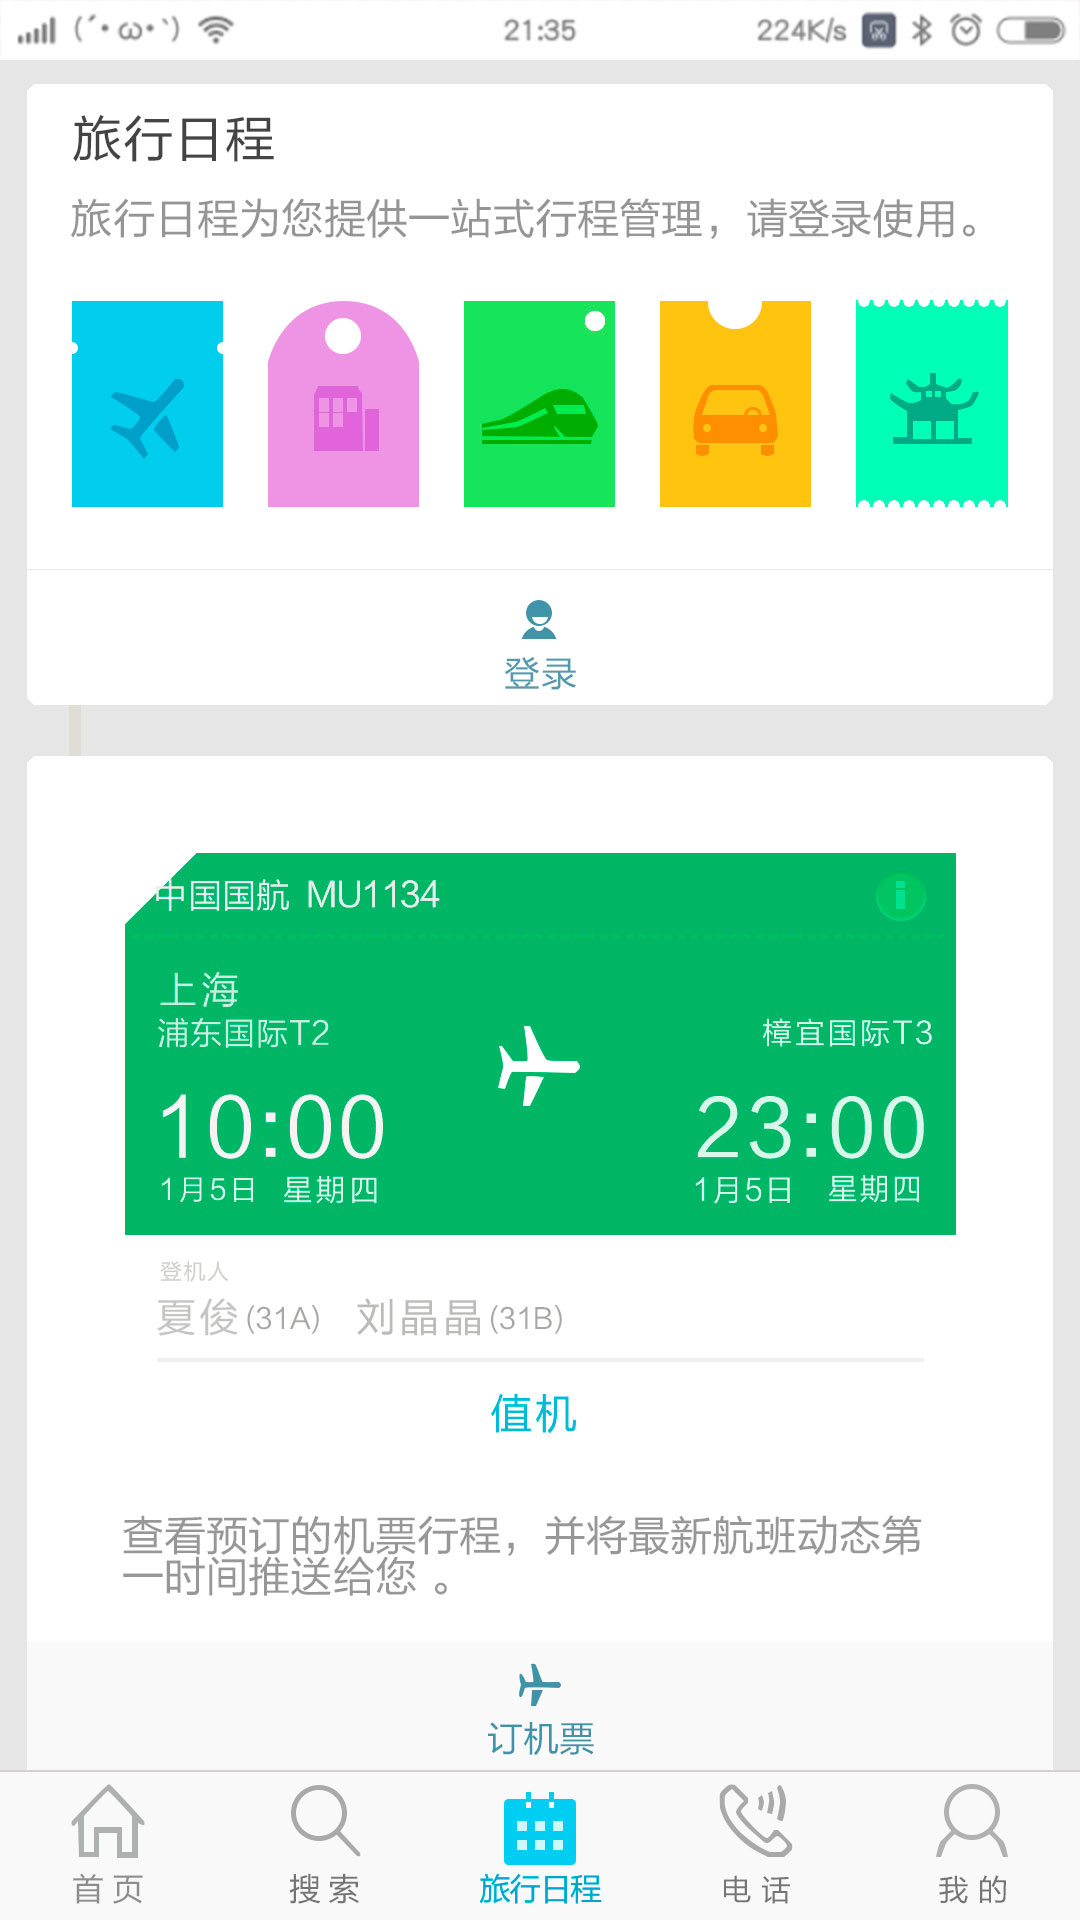 (´• ω •`)
21:35
224K/s
旅行日程
旅行日程为您提供一站式行程管理，请登录使用。
登录
中国国航 MU1134
上海
浦东国际T2
樟宜国际T3
10:00
23:00
1月5日 星期四
1月5日 星期四
登机人
夏俊(31A) 刘晶晶(31B)
值机
查看预订的机票行程，并将最新航班动态第
一时间推送给您 。
订机票
首页
搜索
旅行日程
电话
我的